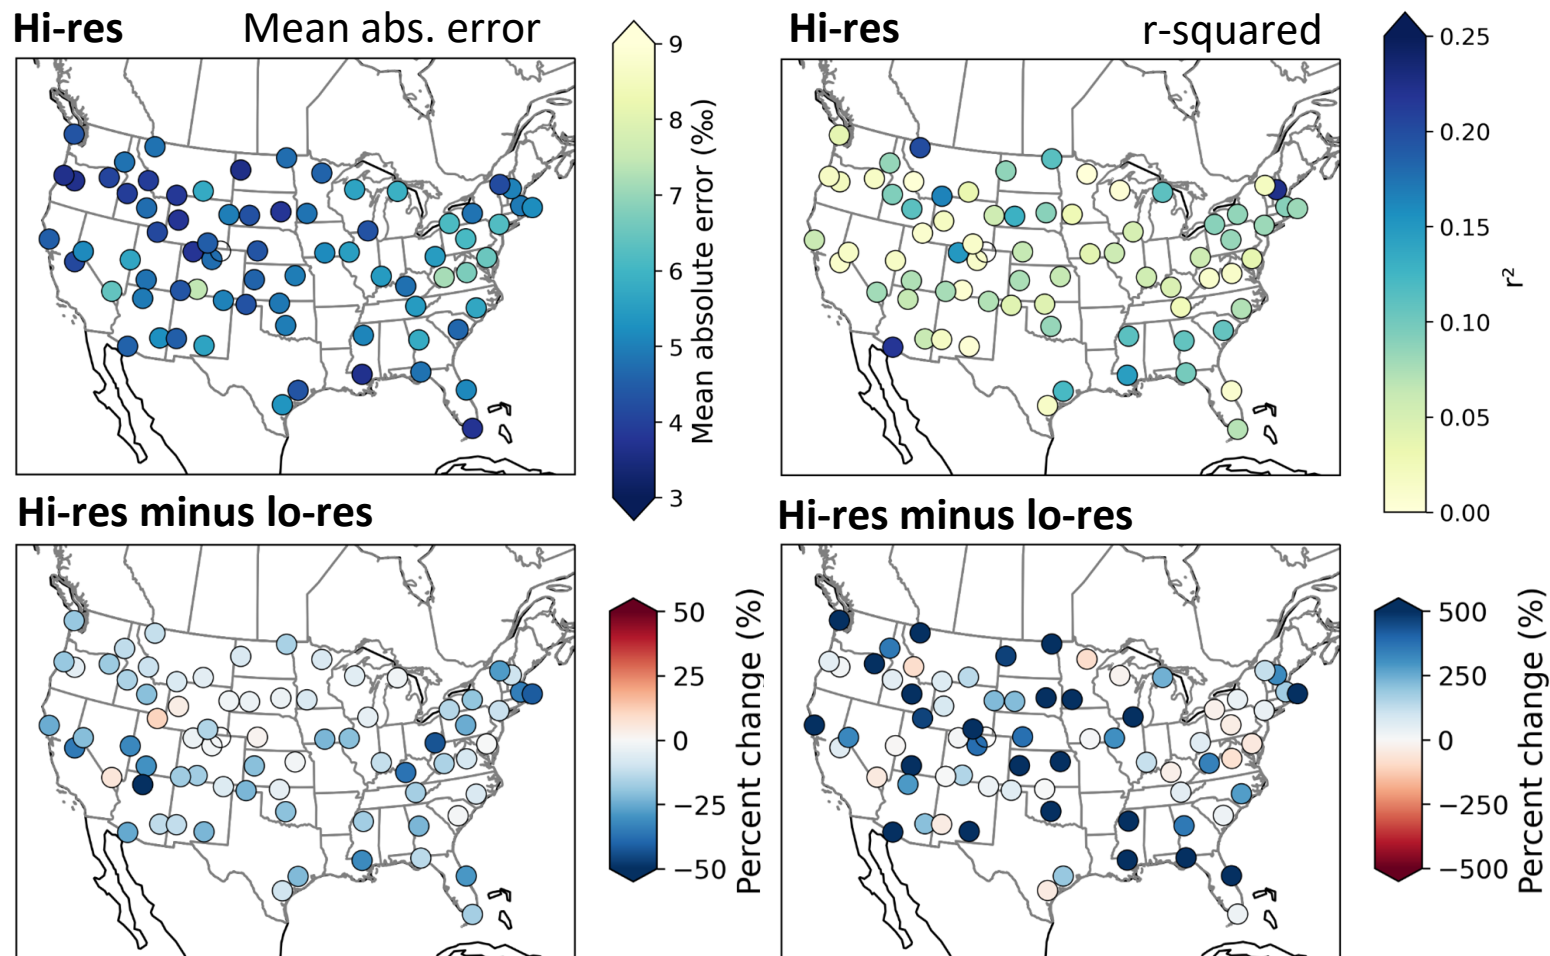 Hi-res Mean abs. error
9
8
7
6
5
4
3
Mean absolute error (‰)
Hi-res r-squared
0.25
0.20
0.15
0.10
0.05
0.00
r²
Hi-res minus lo-res
50
25
0
−25
−50
Percent change (%)
Hi-res minus lo-res
500
250
0
−250
−500
Percent change (%)